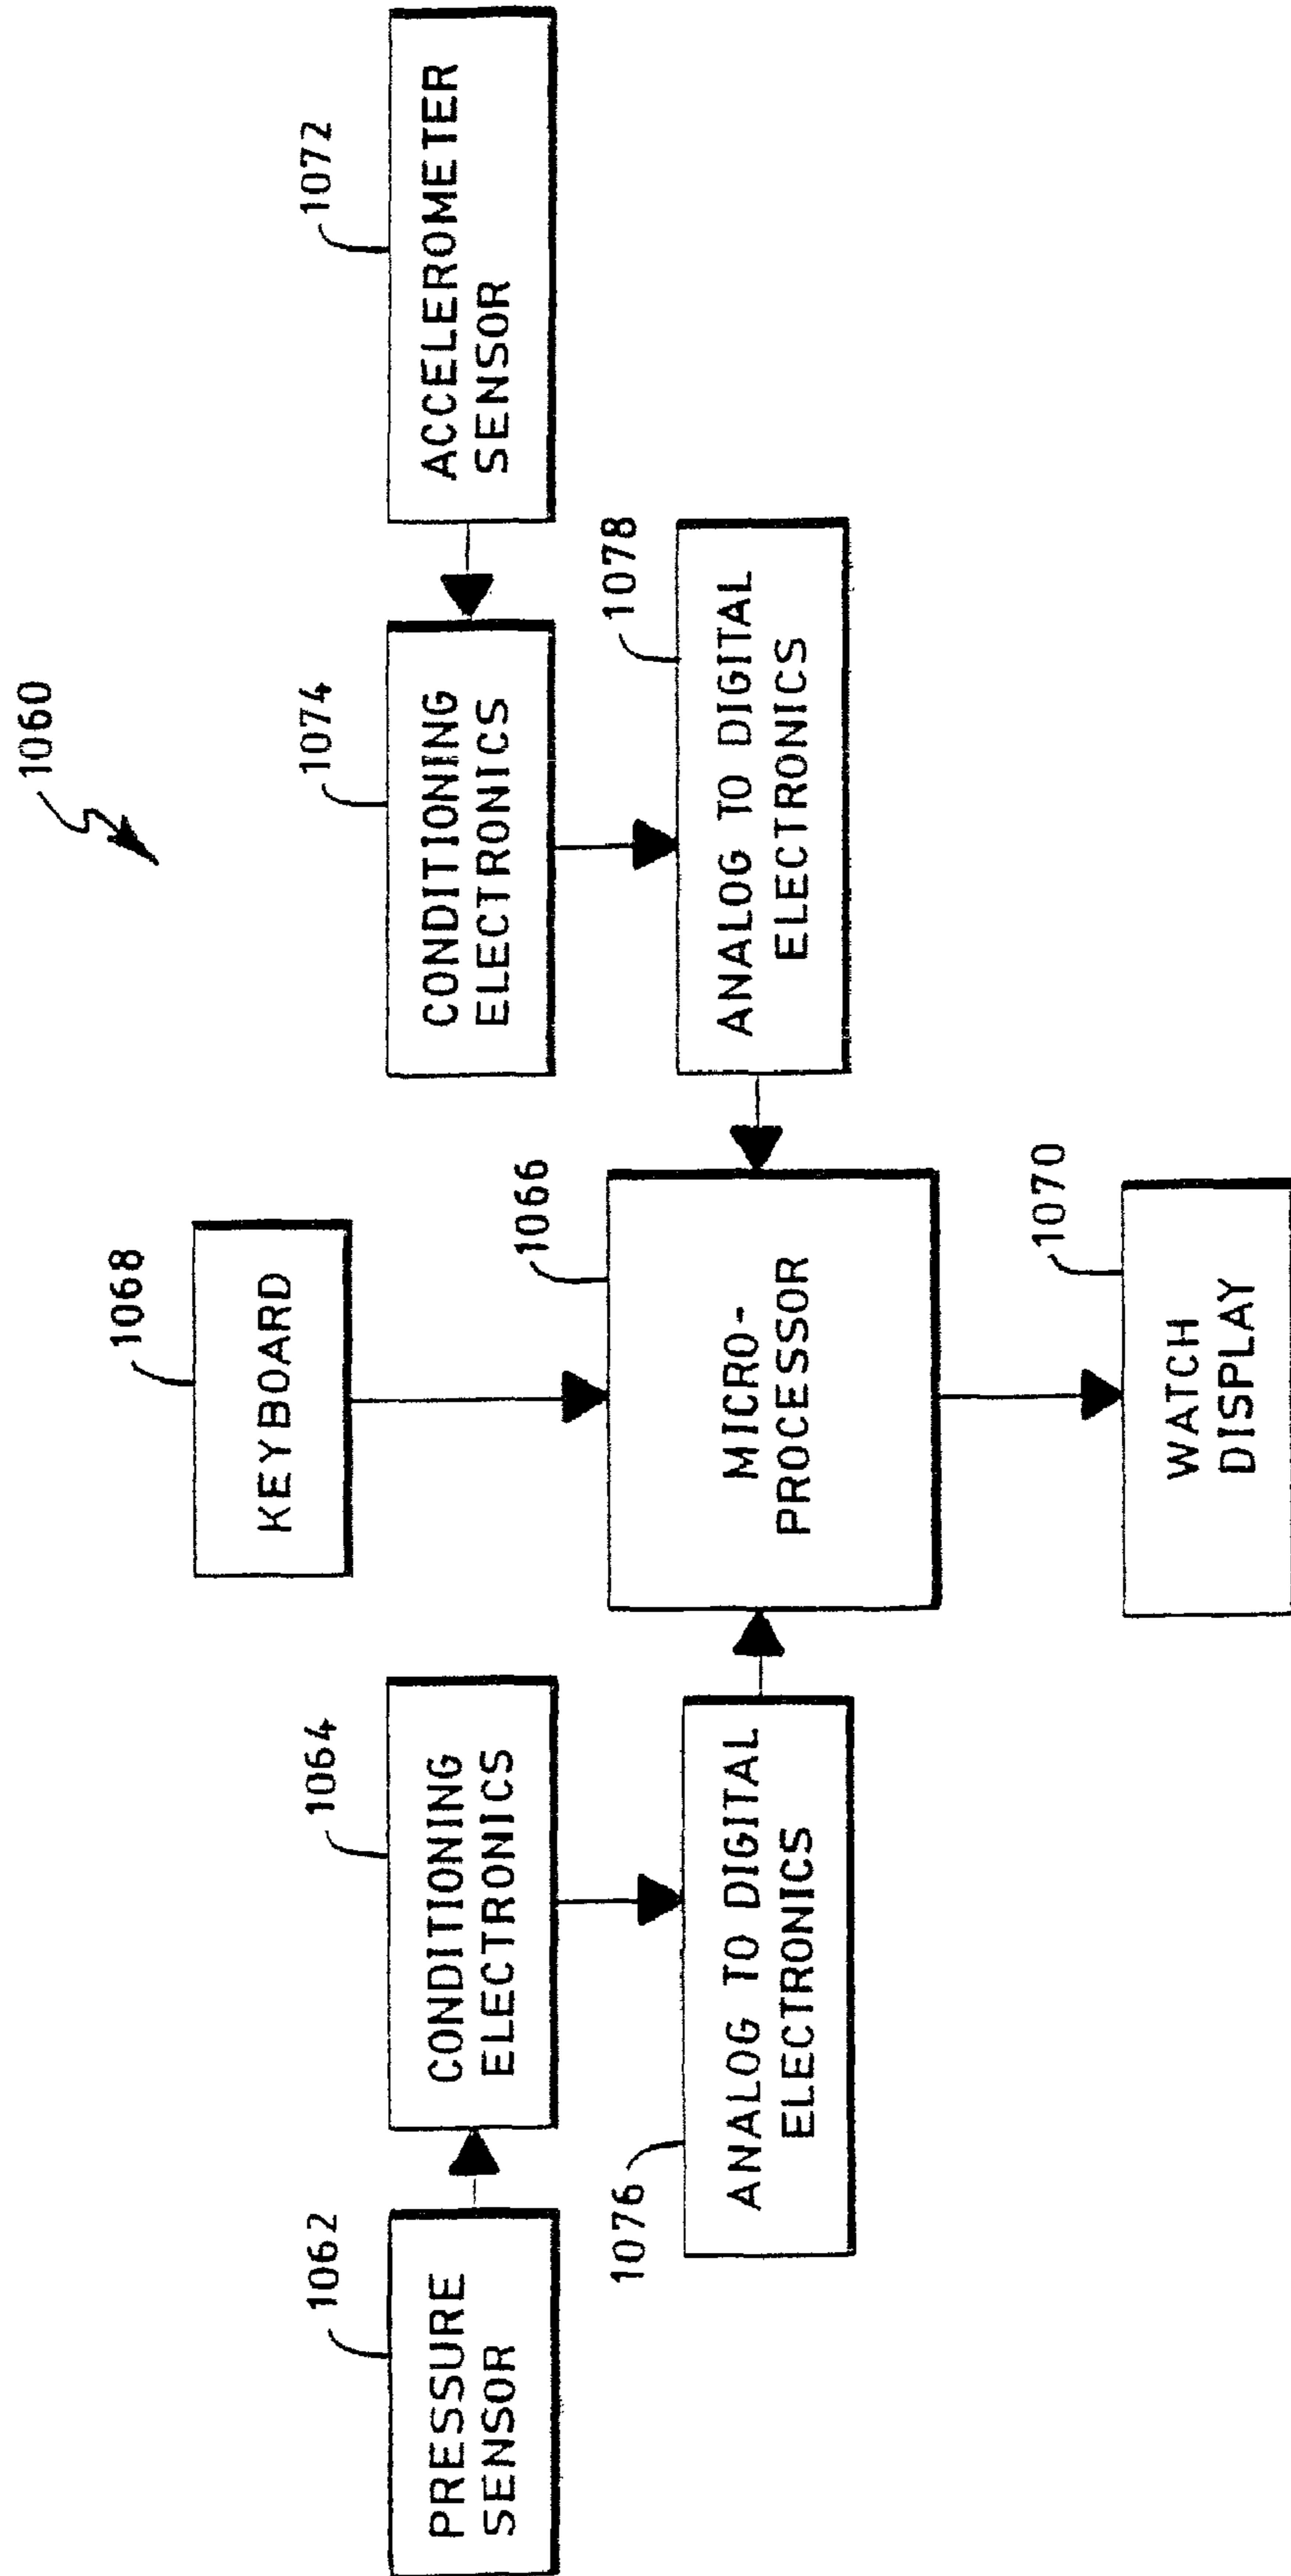 1060
1068
KEYBOARD
1062
PRESSURE
SENSOR
1064
CONDITIONING
ELECTRONICS
1074
CONDITIONING
ELECTRONICS
1072
ACCELEROMETER
SENSOR
1076
ANALOG TO DIGITAL
ELECTRONICS
1066
MICRO-
PROCESSOR
1078
ANALOG TO DIGITAL
ELECTRONICS
1070
WATCH
DISPLAY